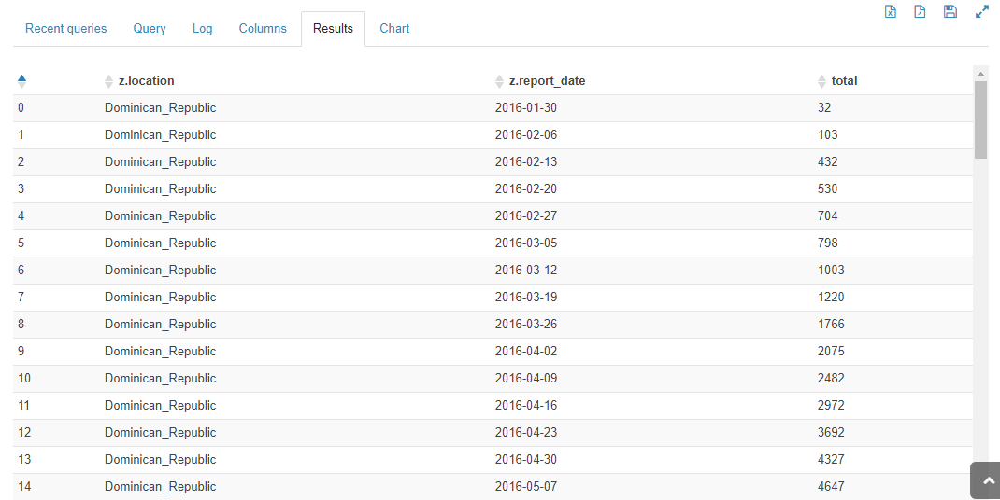 Recent queries Query Log Columns Results Chart
z.location z.report_date total
0 Dominican_Republic 2016-01-30 32
1 Dominican_Republic 2016-02-06 103
2 Dominican_Republic 2016-02-13 432
3 Dominican_Republic 2016-02-20 530
4 Dominican_Republic 2016-02-27 704
5 Dominican_Republic 2016-03-05 798
6 Dominican_Republic 2016-03-12 1003
7 Dominican_Republic 2016-03-19 1220
8 Dominican_Republic 2016-03-26 1766
9 Dominican_Republic 2016-04-02 2075
10 Dominican_Republic 2016-04-09 2482
11 Dominican_Republic 2016-04-16 2972
12 Dominican_Republic 2016-04-23 3692
13 Dominican_Republic 2016-04-30 4327
14 Dominican_Republic 2016-05-07 4647